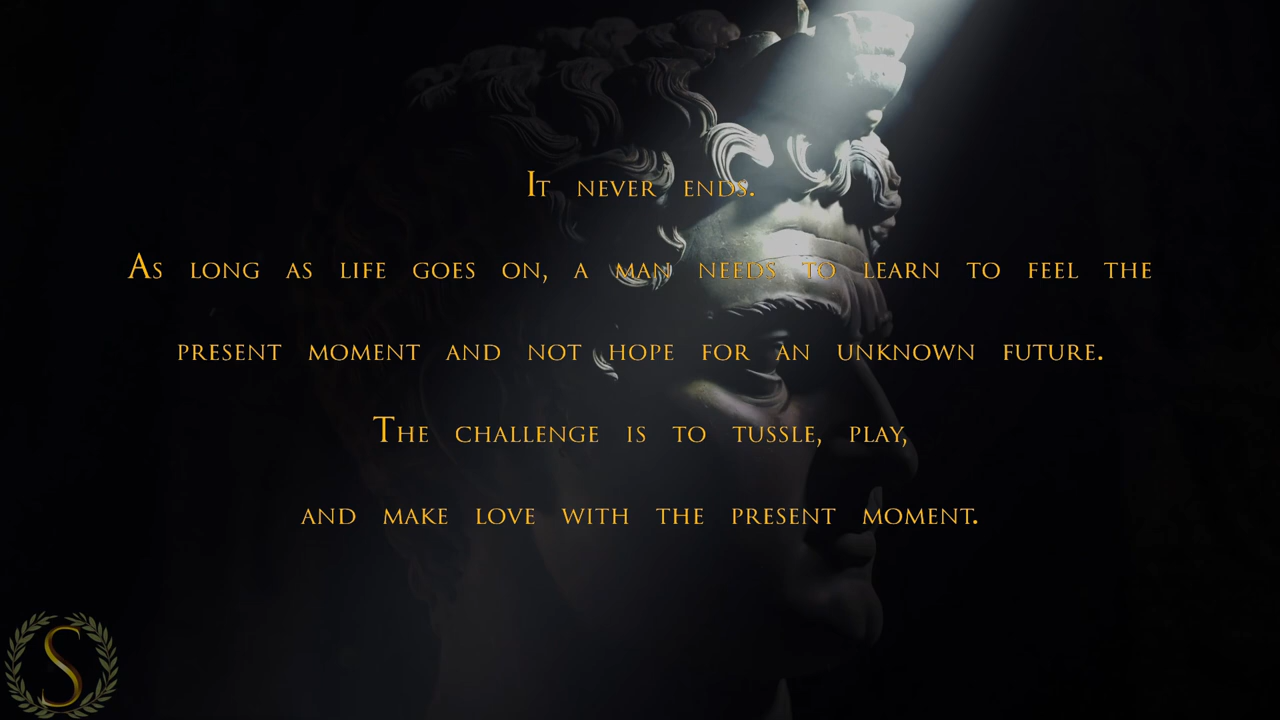 It never ends.
As long as life goes on, a man needs to learn to feel the
present moment and not hope for an unknown future.
The challenge is to tussle, play,
and make love with the present moment.
S